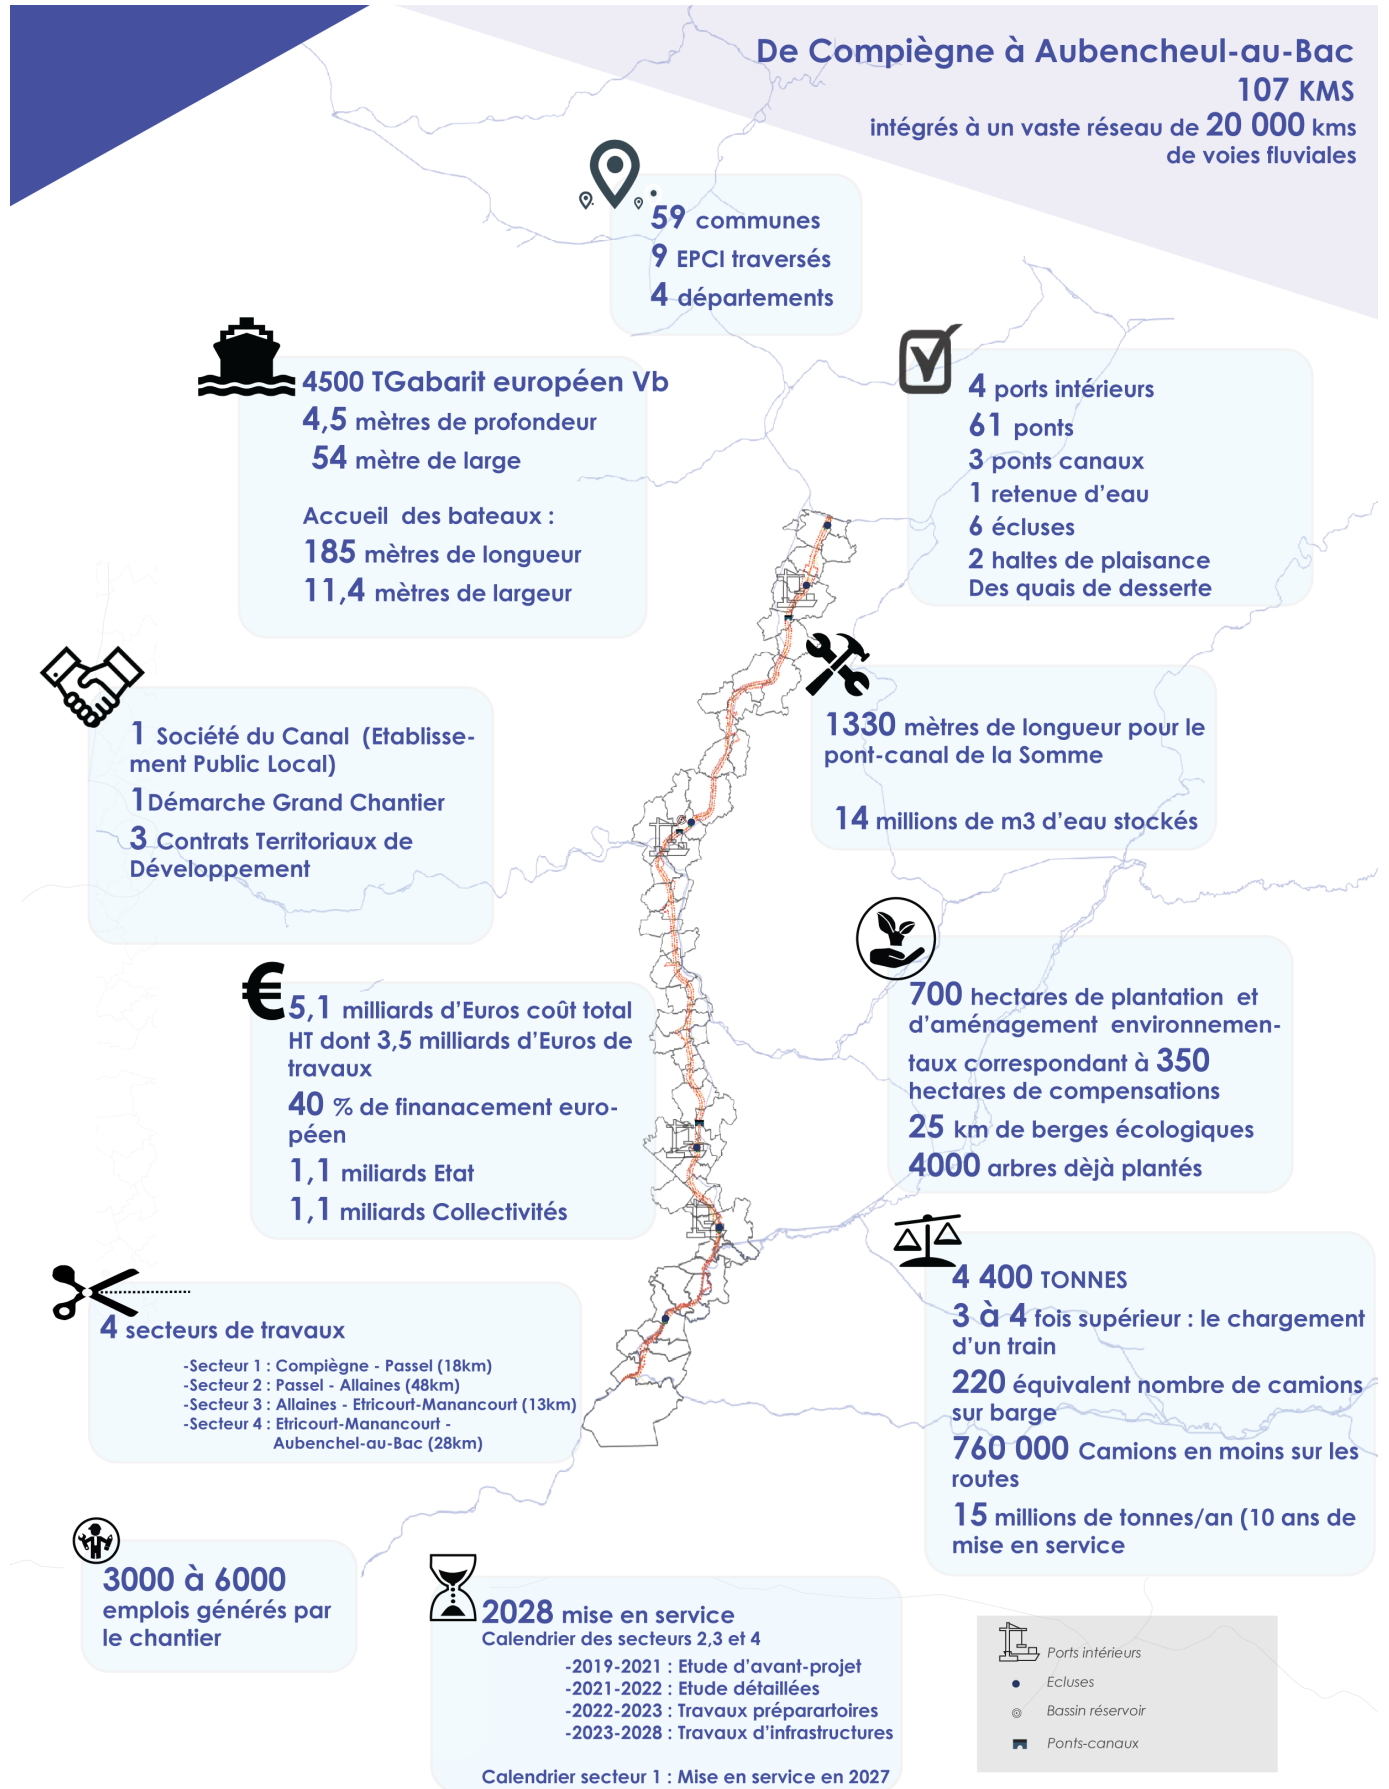 De Compiègne à Aubencheul-au-Bac
107 KMS
intégrés à un vaste réseau de 20 000 kms
de voies fluviales
59 communes
9 EPCI traversés
4 départements
4500 TGabarit européen Vb
4,5 mètres de profondeur
54 mètre de large
Accueil des bateaux :
185 mètres de longueur
11,4 mètres de largeur
4 ports intérieurs
61 ponts
3 ponts canaux
1 retenue d'eau
6 écluses
2 haltes de plaisance
Des quais de desserte
1 Société du Canal (Etablisse-
ment Public Local)
1Démarche Grand Chantier
3 Contrats Territoriaux de
Développement
1330 mètres de longueur pour le
pont-canal de la Somme
14 millions de m3 d'eau stockés
5,1 milliards d'Euros coût total
HT dont 3,5 milliards d'Euros de
travaux
40 % de finanacement euro-
péen
1,1 miliards Etat
1,1 miliards Collectivités
700 hectares de plantation et
d'aménagement environnemen-
taux correspondant à 350
hectares de compensations
25 km de berges écologiques
4000 arbres dèjà plantés
4 secteurs de travaux
-Secteur 1 : Compiègne - Passel (18km)
-Secteur 2 : Passel - Allaines (48km)
-Secteur 3 : Allaines - Etricourt-Manancourt (13km)
-Secteur 4 : Etricourt-Manancourt -
Aubenchel-au-Bac (28km)
4 400 TONNES
3 à 4 fois supérieur : le chargement
d'un train
220 équivalent nombre de camions
sur barge
760 000 Camions en moins sur les
routes
15 millions de tonnes/an (10 ans de
mise en service
3000 à 6000
emplois générés par
le chantier
2028 mise en service
Calendrier des secteurs 2,3 et 4
-2019-2021 : Etude d'avant-projet
-2021-2022 : Etude détaillées
-2022-2023 : Travaux prépar­artoires
-2023-2028 : Travaux d'infrastructures
Calendrier secteur 1 : Mise en service en 2027
Ports intérieurs
Ecluses
Bassin réservoir
Ponts-canaux